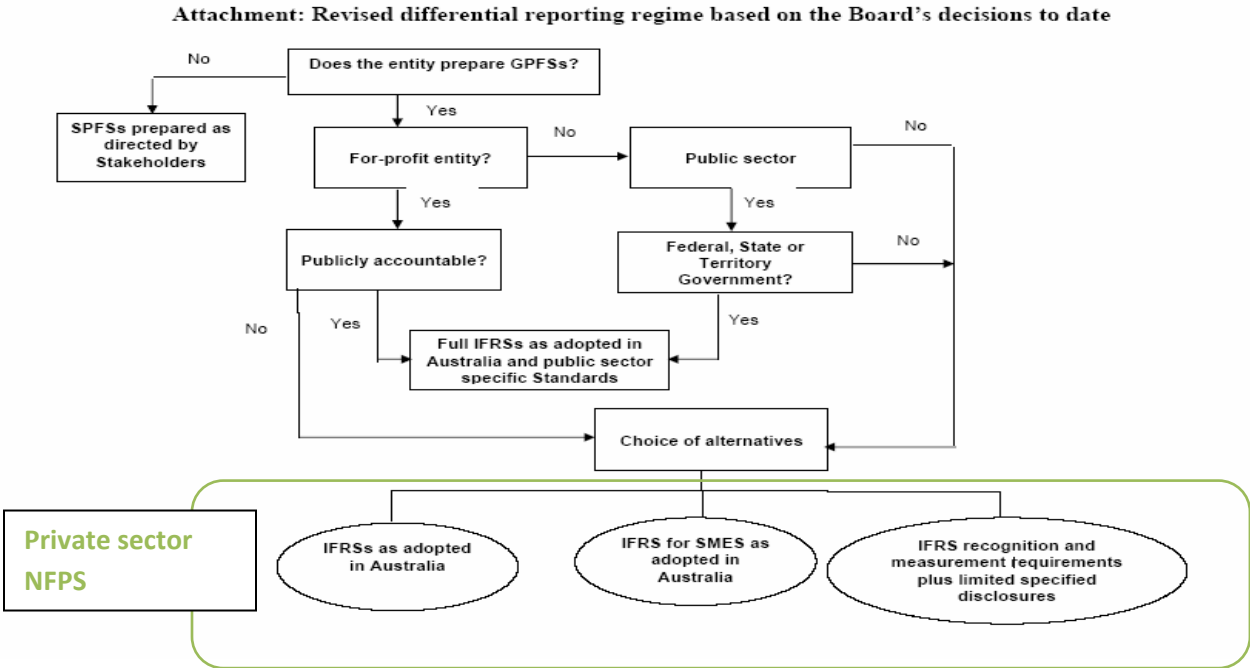 Attachment: Revised differential reporting regime based on the Board's decisions to date
No
Does the entity prepare GPFSs?
Yes
SPFSs prepared as
directed by
Stakeholders
For-profit entity?
No
Public sector
No
Yes
Yes
Publicly accountable?
Federal, State or
Territory
Government?
No
No
Yes
Yes
Full IFRSs as adopted in
Australia and public sector
specific Standards
Choice of alternatives
Private sector
NFPS
IFRSs as adopted
in Australia
IFRS for SMES as
adopted in
Australia
IFRS recognition and
measurement requirements
plus limited specified
disclosures